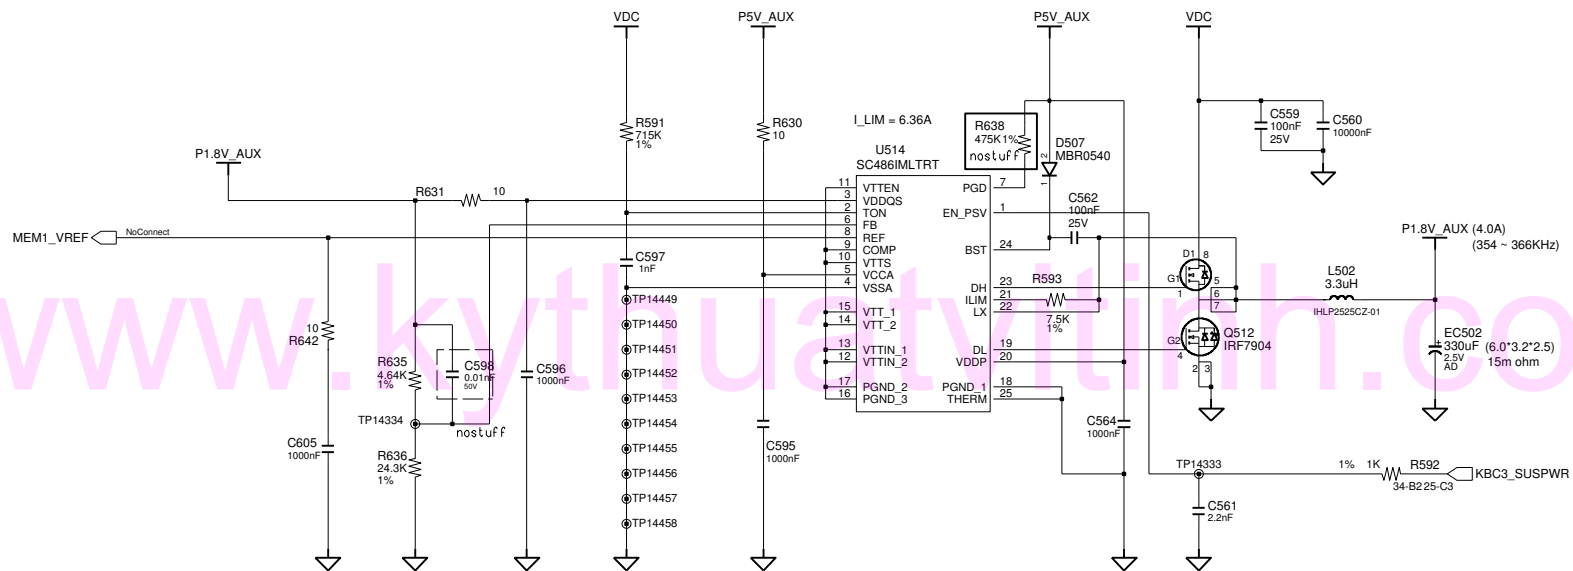 VDC
P5V_AUX
P5V_AUX
VDC
R591
715K
1%
R630
10
I_LIM = 6.36A
R638
475K 1%
nostuff
2
1
D507
MBR0540
C559
100nF
25V
C560
10000nF
P1.8V_AUX
U514
SC486IMLTRT
R631
10
11 VTTEN
3 VDDQS
2 TON
6 FB
8 REF
9 COMP
10 VTTS
5 VCCA
4 VSSA
15 VTT_1
14 VTT_2
13 VTTIN_1
12 VTTIN_2
17 PGND_2
16 PGND_3
PGD 7
EN_PSV 1
BST 24
DH 23
ILIM 21
LX 22
DL 19
VDDP 20
PGND_1 18
THERM 25
C562
100nF
25V
MEM1_VREF
NoConnect
C597
1nF
R593
7.5K
1%
D1 8
G1
1
5
6
7
G2
4
2 3
Q512
IRF7904
P1.8V_AUX (4.0A)
(354 ~ 366KHz)
L502
3.3uH
IHLP2525CZ-01
EC502
330uF
2.5V
AD
(6.0*3.2*2.5)
15m ohm
www.kythuatvitinh.co
TP14449
TP14450
TP14451
TP14452
TP14453
TP14454
TP14455
TP14456
TP14457
TP14458
10
R642
R635
4.64K
1%
C598
0.01nF
50V
nostuff
C596
1000nF
TP14334
C605
1000nF
R636
24.3K
1%
C595
1000nF
C564
1000nF
TP14333
C561
2.2nF
1% 1K R592
34-B225-C3
KBC3_SUSPWR